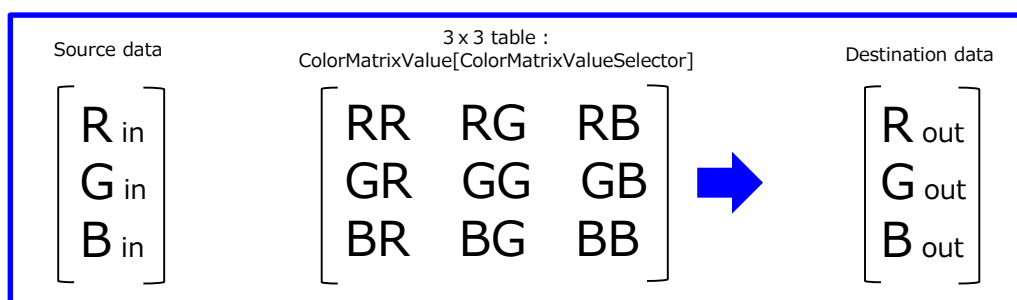 Source data
3 x 3 table :
ColorMatrixValue[ColorMatrixValueSelector]
Destination data
R in RR RG RB R out
G in GR GG GB G out
B in BR BG BB B out